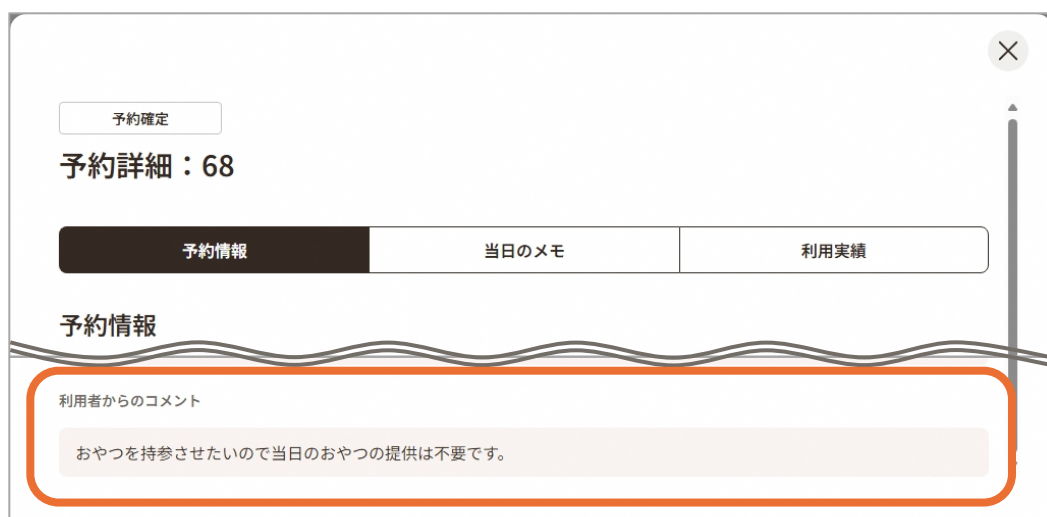 予約確定
予約詳細：68
予約情報
当日のメモ
利用実績
予約情報
利用者からのコメント
おやつを持参させたいので当日のおやつの提供は不要です。